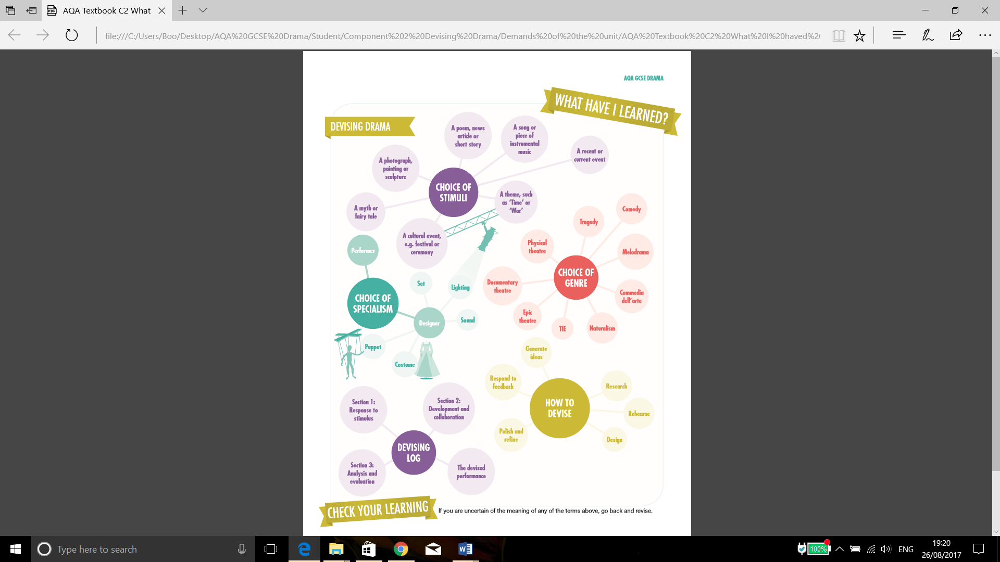 AQA Textbook C2 What
file:///C:/Users/Boo/Desktop/AQA%20GCSE%20Drama/Student/Component%202%20Devising%20Drama/Demands%20of%20the%20unit/AQA%20Textbook%20C2%20What%20I%20haved%20
AQA GCSE DRAMA
WHAT HAVE I LEARNED?
DEVISING DRAMA
A poem, news
article or
short story
A song or
piece of
instrumental
music
A recent or
current event
A photograph,
painting or
sculpture
CHOICE OF
STIMULI
A theme, such
as 'Time' or
'War'
A myth or
fairy tale
A cultural event,
e.g. festival or
ceremony
Comedy
Tragedy
Physical
theatre
Melodrama
CHOICE OF
GENRE
Documentary
theatre
Commedia
dell'arte
Epic
theatre
TIE
Naturalism
Performer
CHOICE OF
SPECIALISM
Set
Lighting
Designer
Sound
Puppet
Costume
Generate
ideas
Respond to
feedback
Research
HOW TO
DEVISE
Rehearse
Polish and
refine
Design
Section 1:
Response to
stimulus
Section 2:
Development and
collaboration
DEVISING
LOG
Section 3:
Analysis and
evaluation
The devised
performance
CHECK YOUR LEARNING
If you are uncertain of the meaning of any of the terms above, go back and revise.
Type here to search
100%
ENG
19:20
26/08/2017